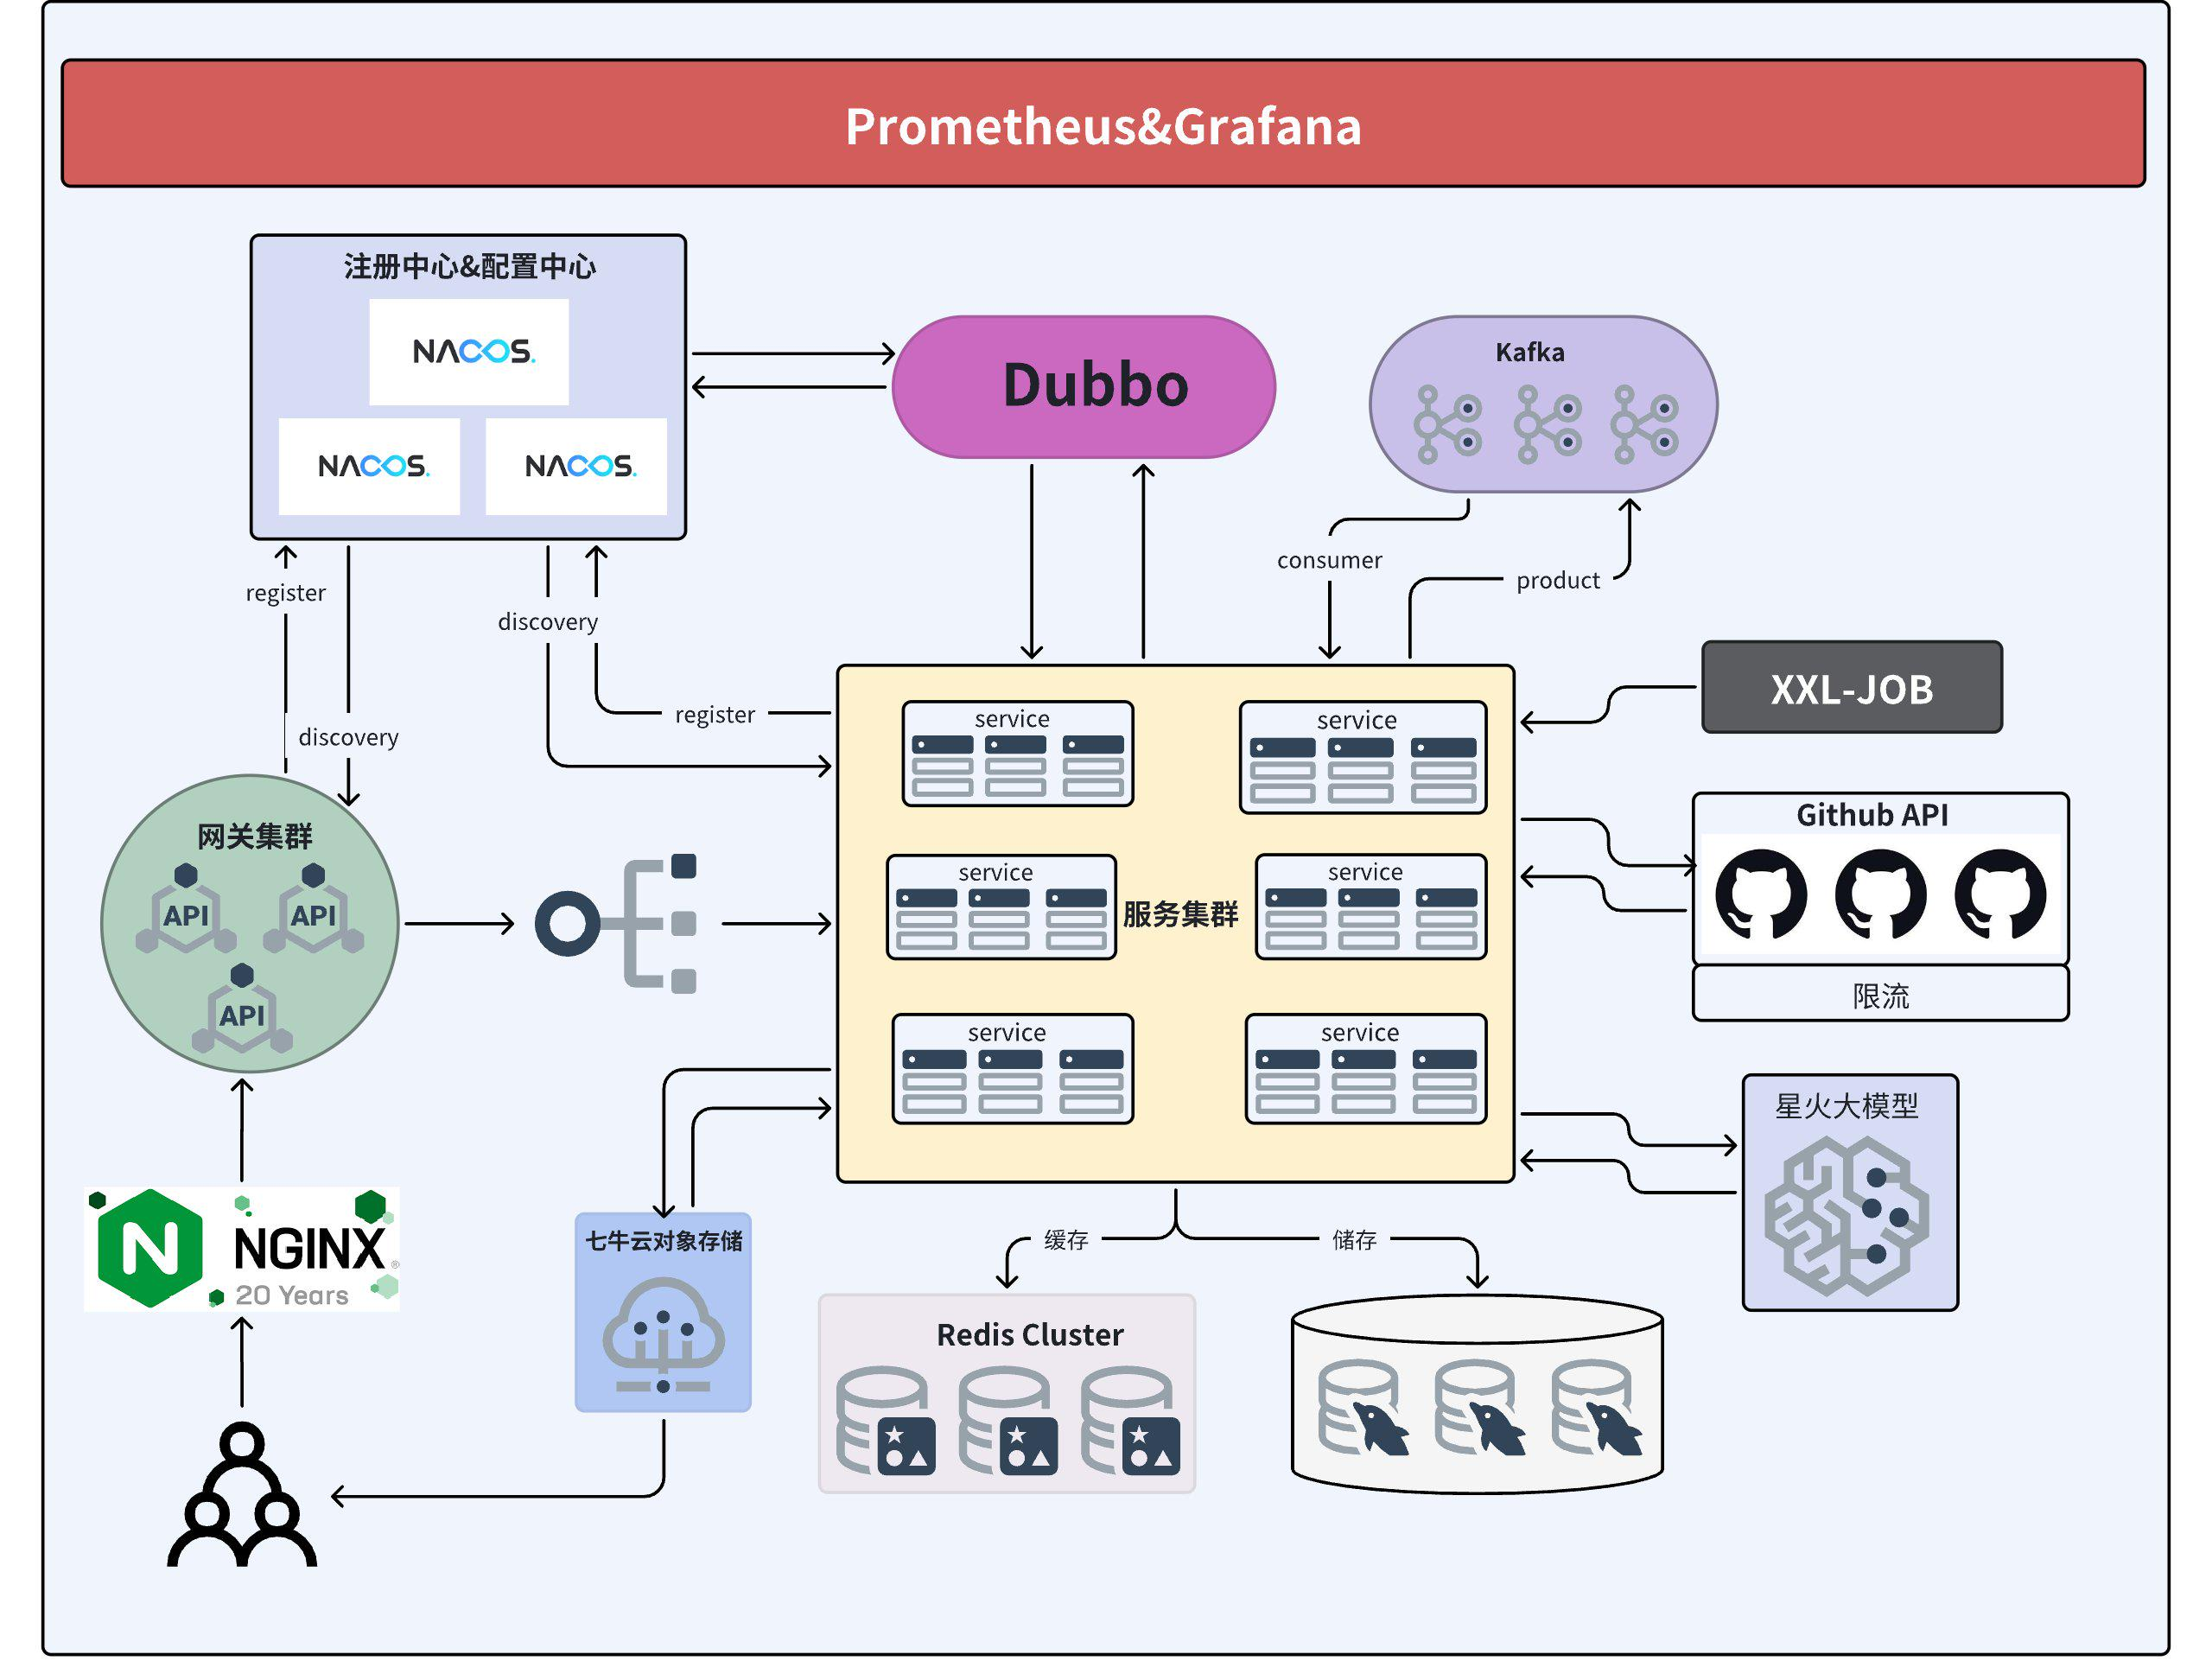 Prometheus&Grafana
注册中心&配置中心
NACOS.
NACOS.
NACOS.
Dubbo
Kafka
consumer
product
register
discovery
discovery
register
XXL-JOB
service
service
Github API
网关集群
API
API
API
service
服务集群
service
限流
service
service
星火大模型
NGINX
®
20 Years
七牛云对象存储
缓存
储存
Redis Cluster